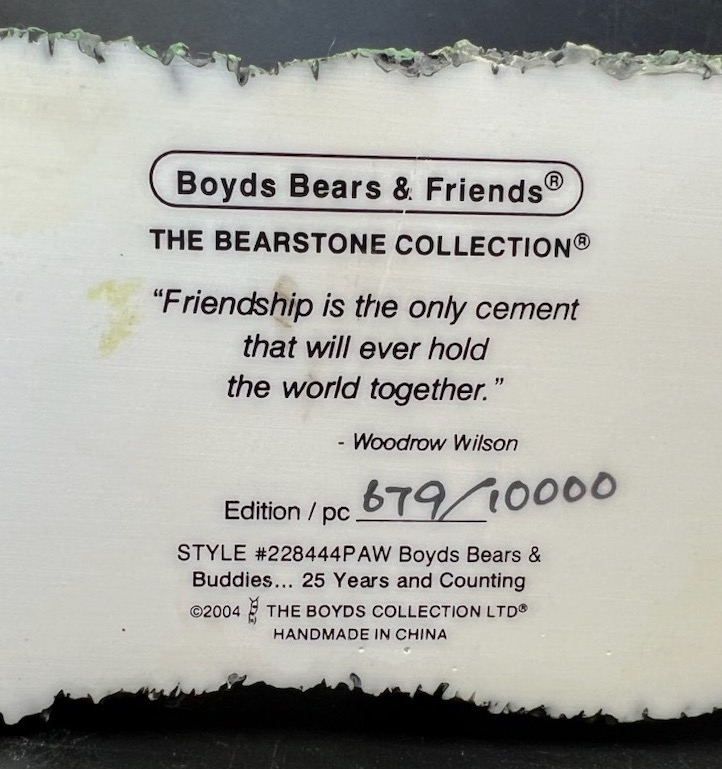 Boyds Bears & Friends®
THE BEARSTONE COLLECTION®
“Friendship is the only cement
that will ever hold
the world together.”
- Woodrow Wilson
Edition / pc 679/10000
STYLE #228444PAW Boyds Bears &
Buddies... 25 Years and Counting
©2004 THE BOYDS COLLECTION LTD®
HANDMADE IN CHINA